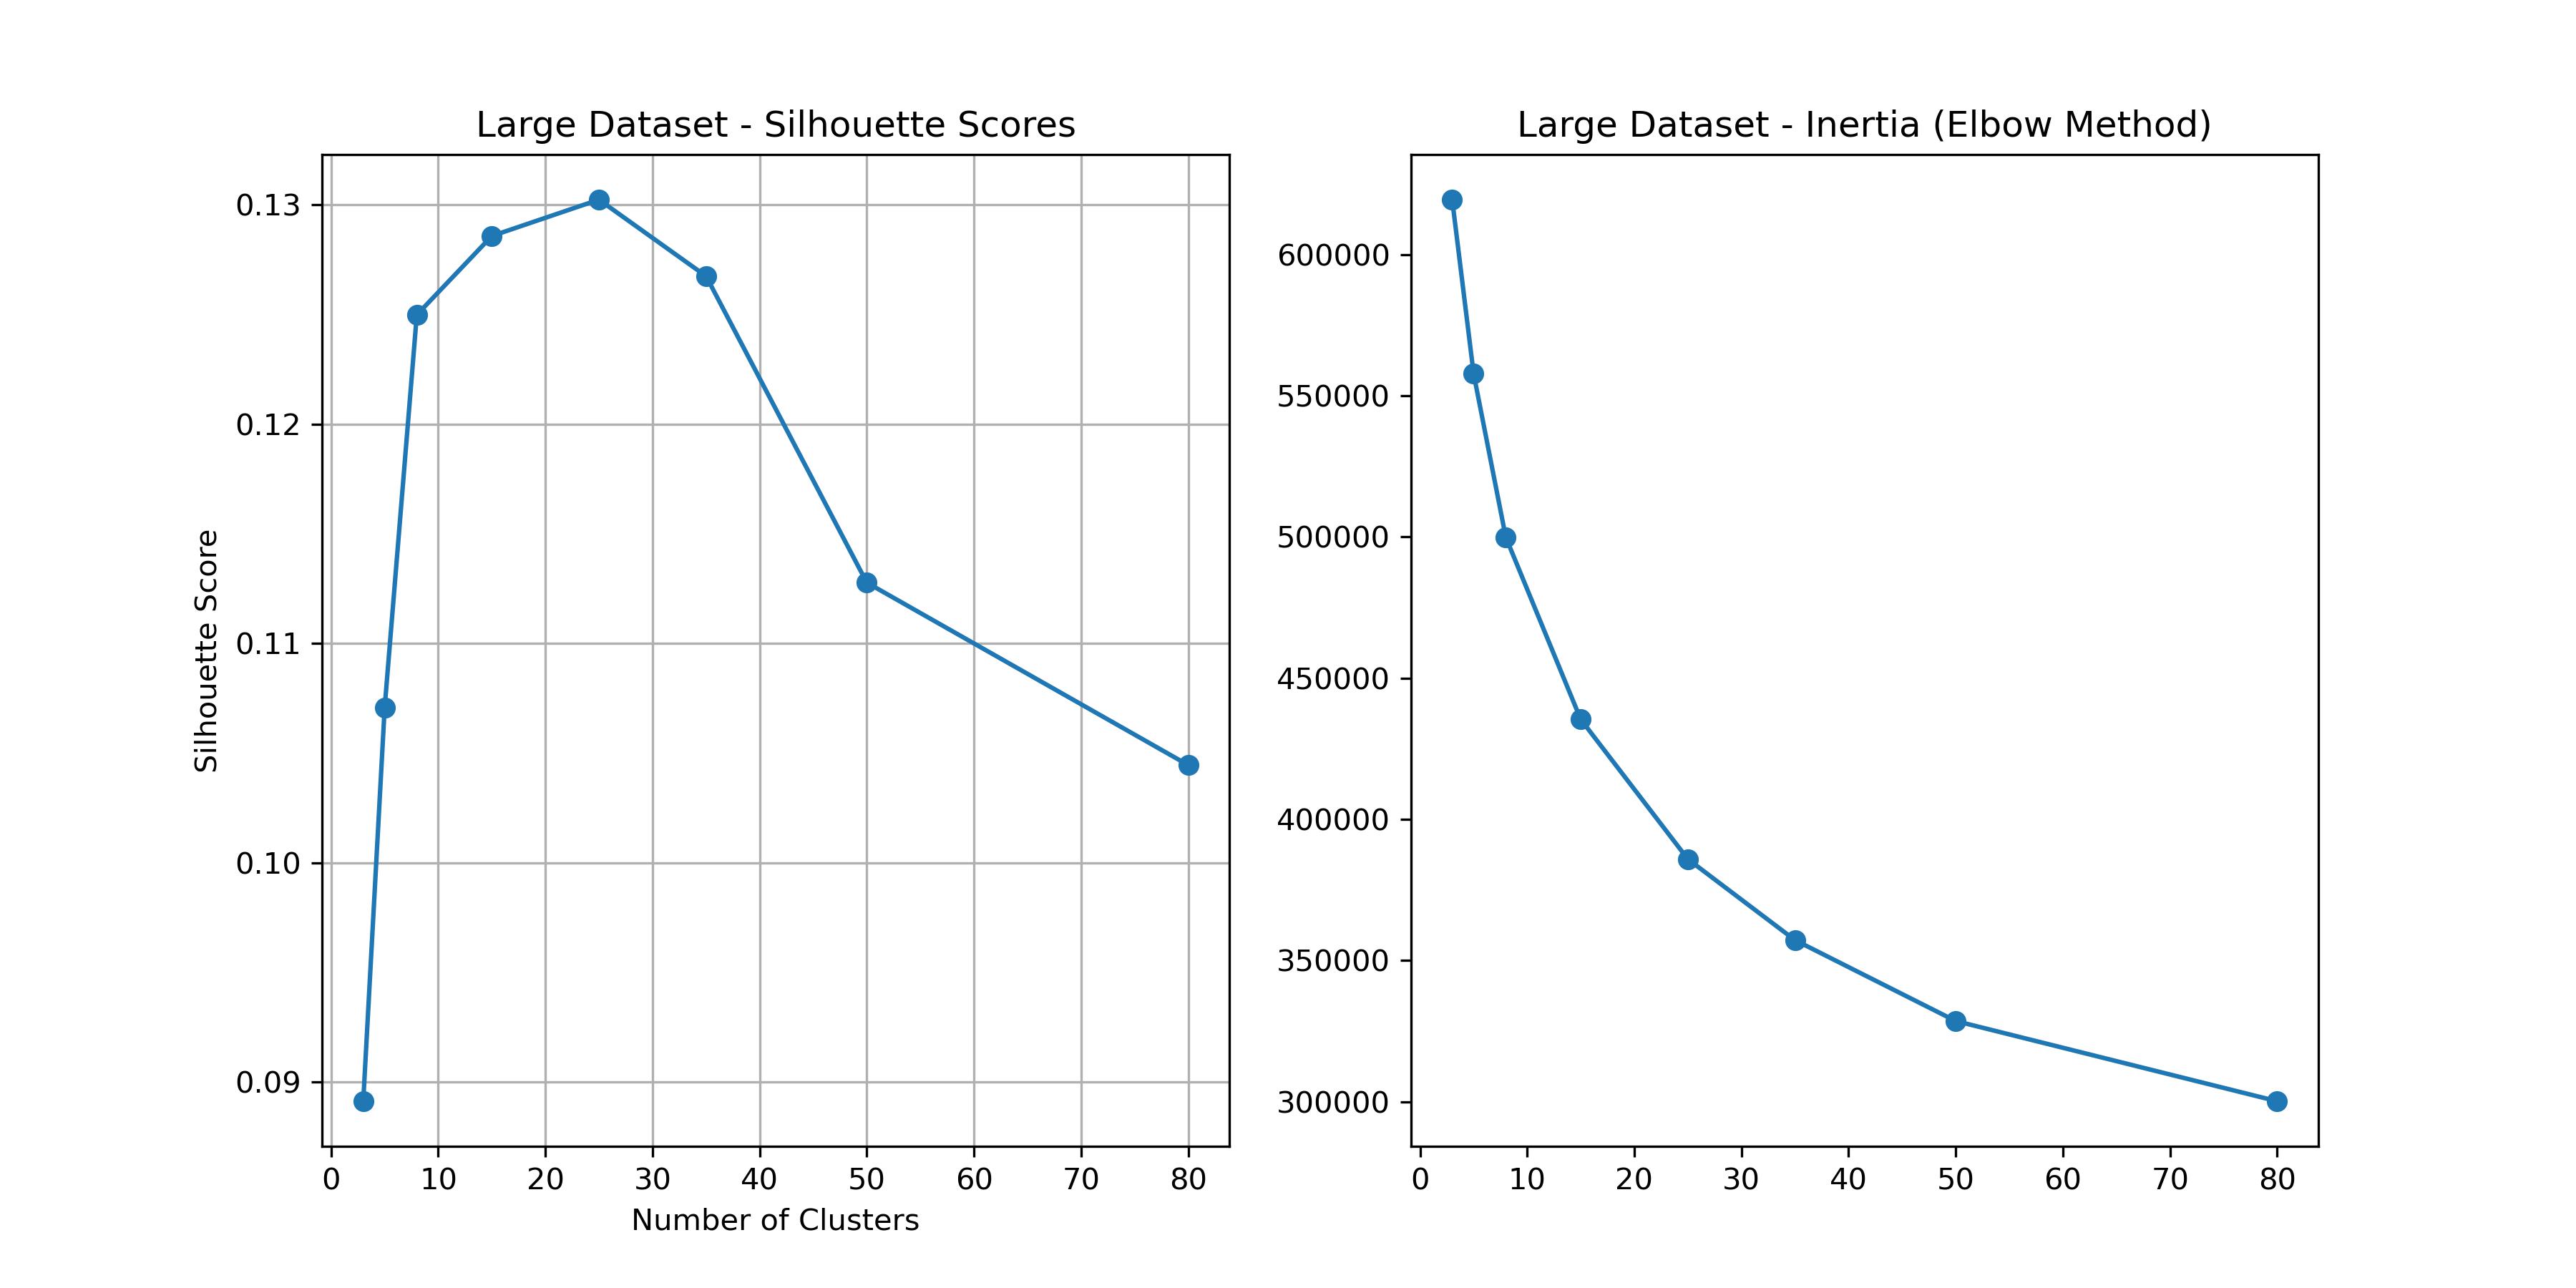 Large Dataset - Silhouette Scores
0.13
0.12
0.11
0.10
0.09
Silhouette Score
0 10 20 30 40 50 60 70 80
Number of Clusters
Large Dataset - Inertia (Elbow Method)
600000
550000
500000
450000
400000
350000
300000
0 10 20 30 40 50 60 70 80